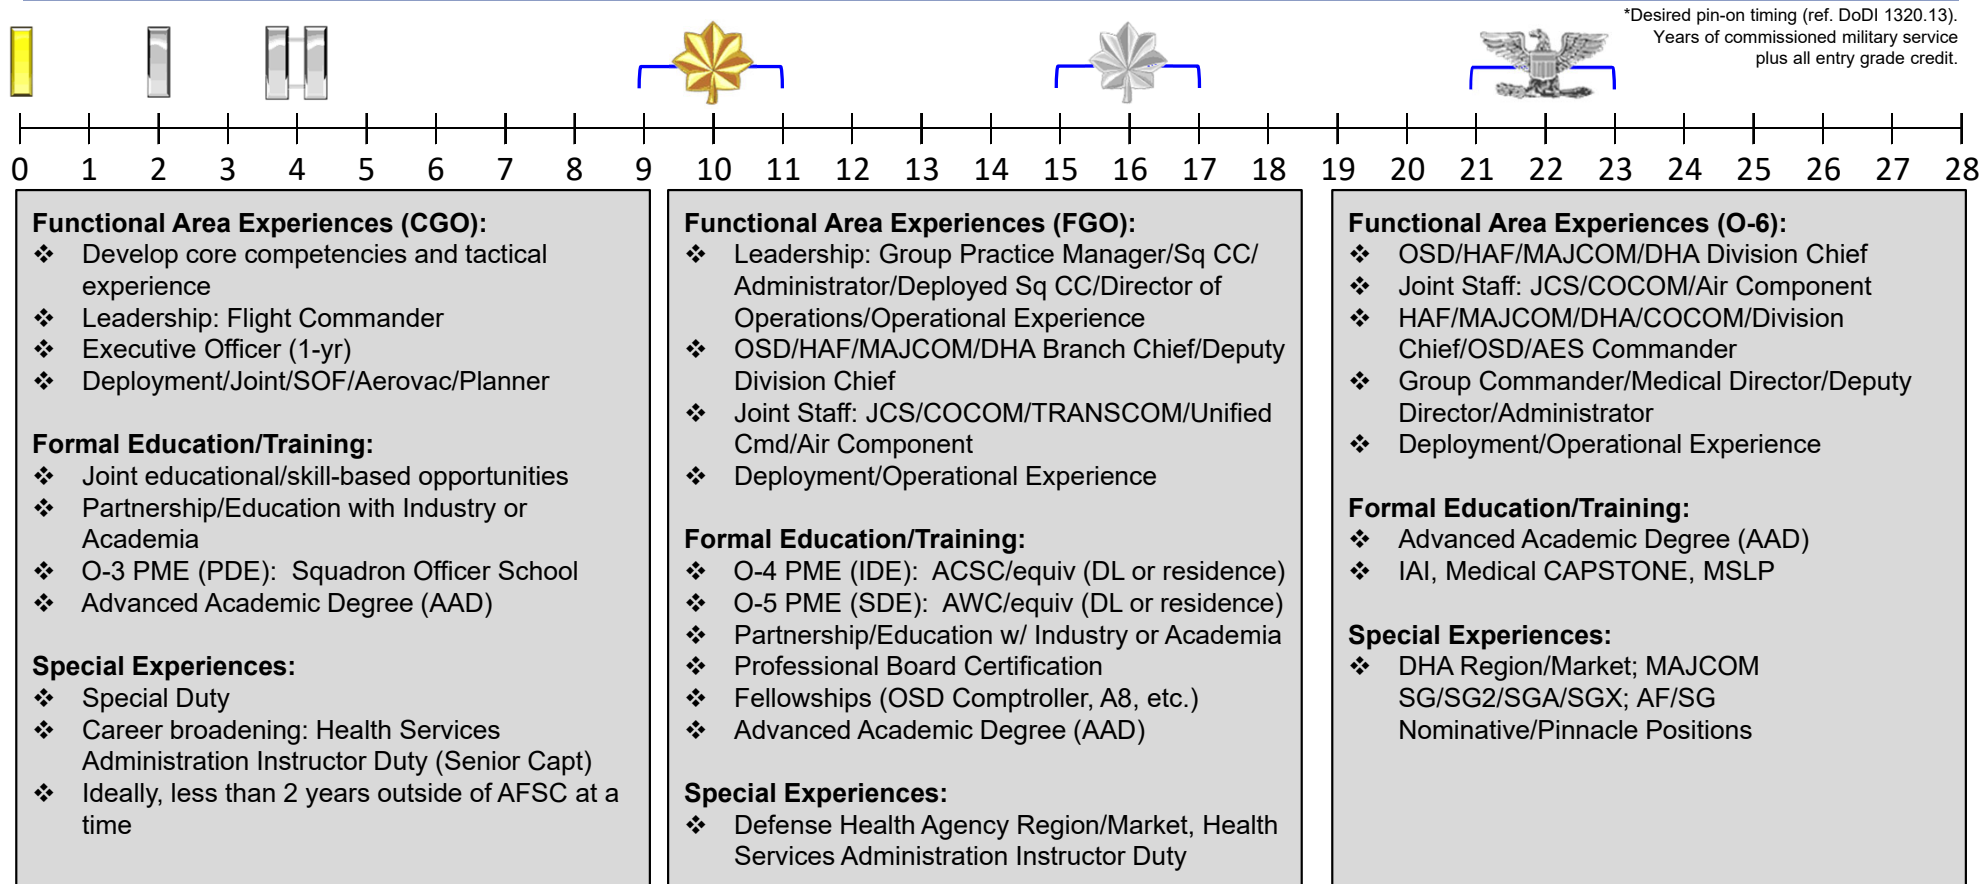 *Desired pin-on timing (ref. DoDI 1320.13).
Years of commissioned military service
plus all entry grade credit.
0 1 2 3 4 5 6 7 8 9 10 11 12 13 14 15 16 17 18 19 20 21 22 23 24 25 26 27 28
Functional Area Experiences (CGO):
❖ Develop core competencies and tactical
experience
❖ Leadership: Flight Commander
❖ Executive Officer (1-yr)
❖ Deployment/Joint/SOF/Aerovac/Planner
Formal Education/Training:
❖ Joint educational/skill-based opportunities
❖ Partnership/Education with Industry or
Academia
❖ O-3 PME (PDE): Squadron Officer School
❖ Advanced Academic Degree (AAD)
Special Experiences:
❖ Special Duty
❖ Career broadening: Health Services
Administration Instructor Duty (Senior Capt)
❖ Ideally, less than 2 years outside of AFSC at a
time
Functional Area Experiences (FGO):
❖ Leadership: Group Practice Manager/Sq CC/
Administrator/Deployed Sq CC/Director of
Operations/Operational Experience
❖ OSD/HAF/MAJCOM/DHA Branch Chief/Deputy
Division Chief
❖ Joint Staff: JCS/COCOM/TRANSCOM/Unified
Cmd/Air Component
❖ Deployment/Operational Experience
Formal Education/Training:
❖ O-4 PME (IDE): ACSC/equiv (DL or residence)
❖ O-5 PME (SDE): AWC/equiv (DL or residence)
❖ Partnership/Education w/ Industry or Academia
❖ Professional Board Certification
❖ Fellowships (OSD Comptroller, A8, etc.)
❖ Advanced Academic Degree (AAD)
Special Experiences:
❖ Defense Health Agency Region/Market, Health
Services Administration Instructor Duty
Functional Area Experiences (O-6):
❖ OSD/HAF/MAJCOM/DHA Division Chief
❖ Joint Staff: JCS/COCOM/Air Component
❖ HAF/MAJCOM/DHA/COCOM/Division
Chief/OSD/AES Commander
❖ Group Commander/Medical Director/Deputy
Director/Administrator
❖ Deployment/Operational Experience
Formal Education/Training:
❖ Advanced Academic Degree (AAD)
❖ IAI, Medical CAPSTONE, MSLP
Special Experiences:
❖ DHA Region/Market; MAJCOM
SG/SG2/SGA/SGX; AF/SG
Nominative/Pinnacle Positions